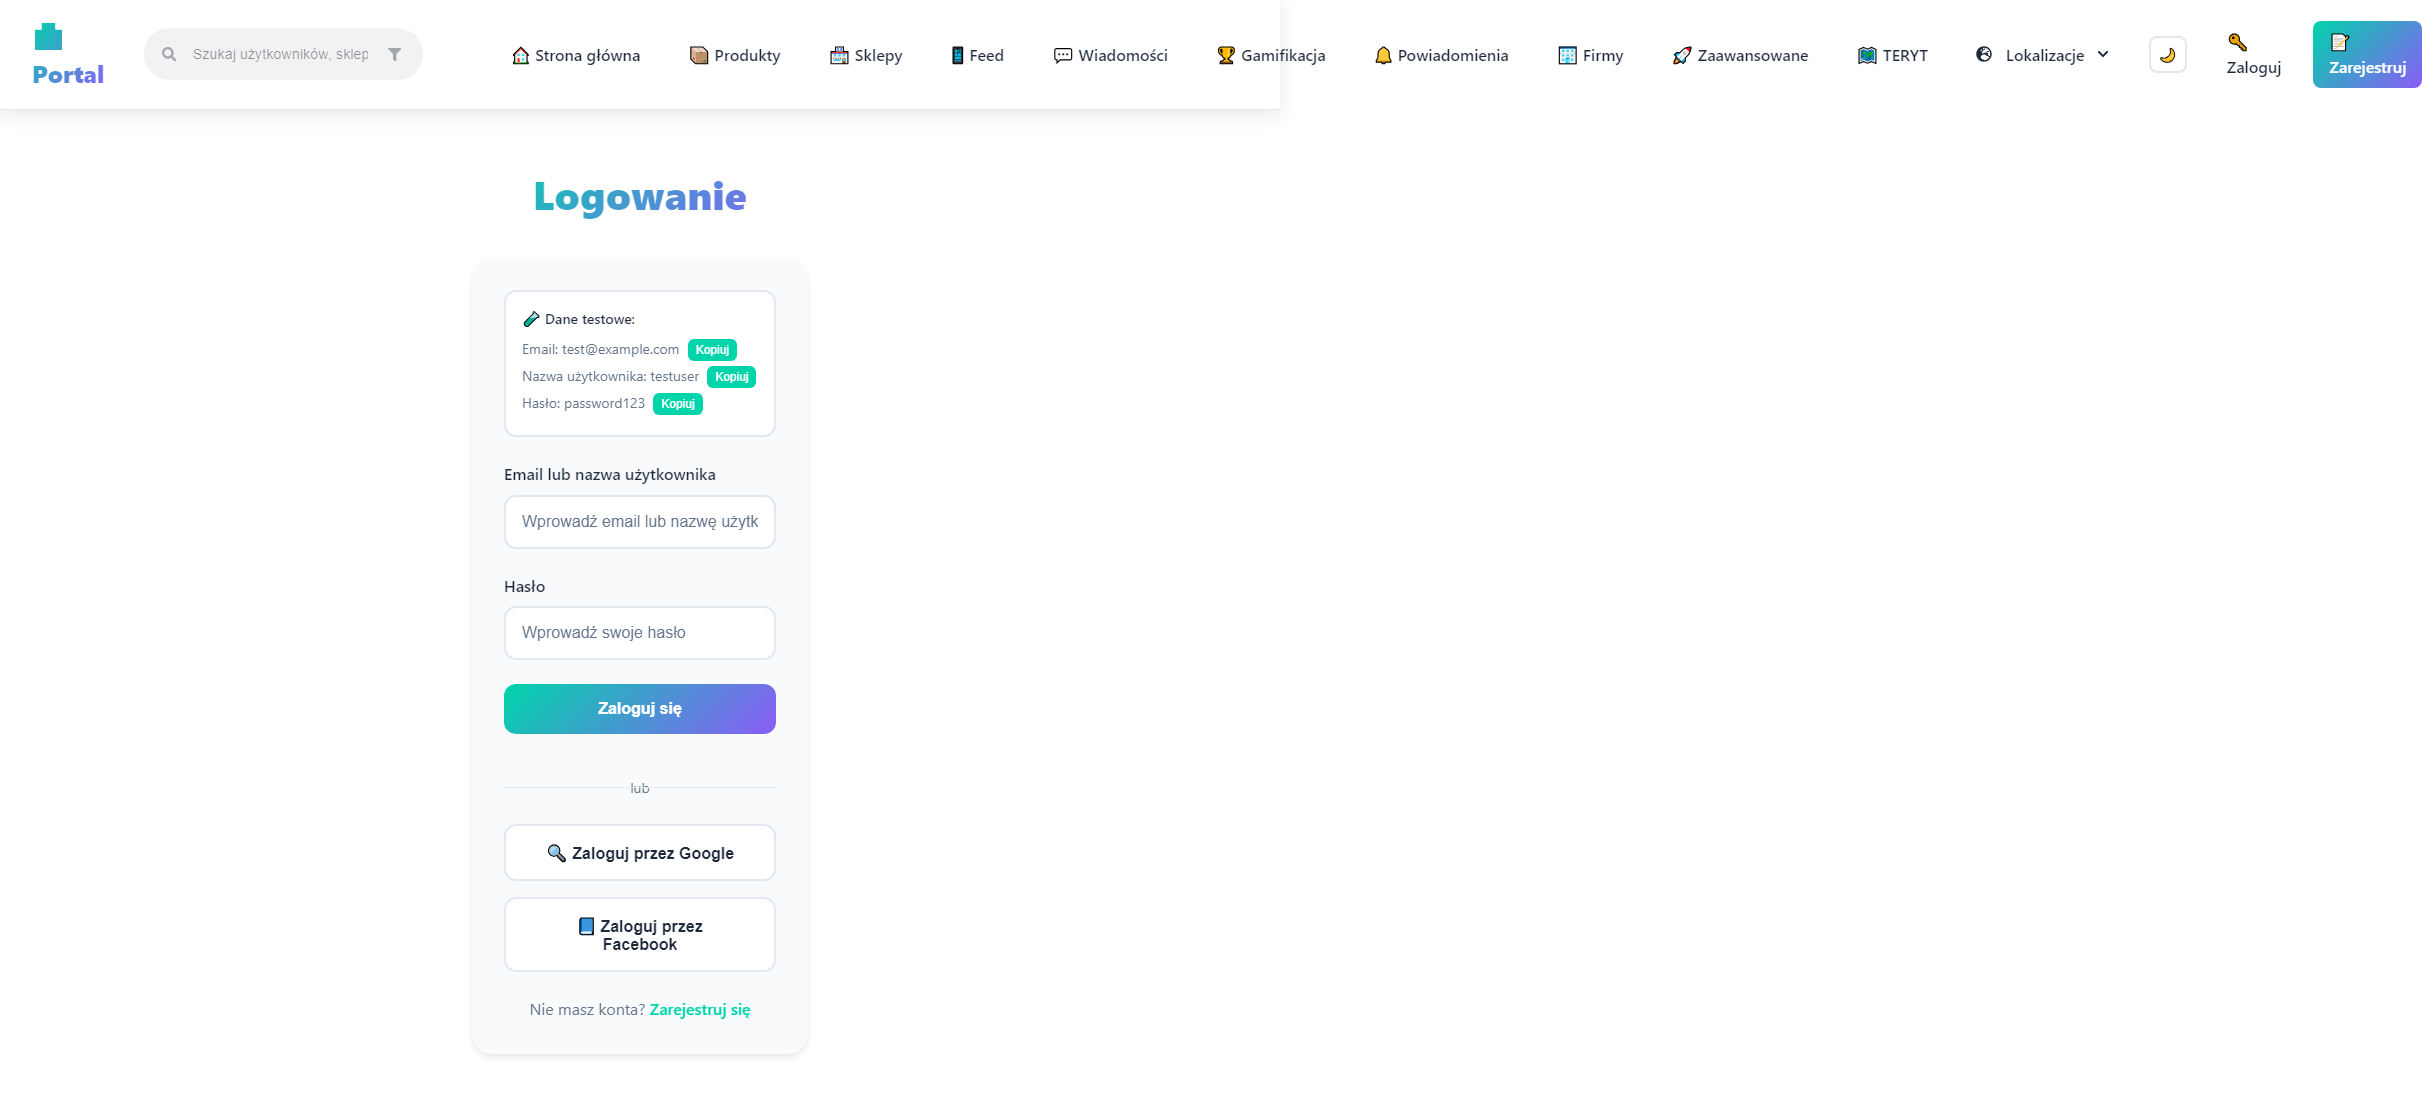 Portal
Szukaj użytkowników, sklep
Strona główna
Produkty
Sklepy
Feed
Wiadomości
Gamifikacja
Powiadomienia
Firmy
Zaawansowane
TERYT
Lokalizacje
Zaloguj
Zarejestruj
Logowanie
Dane testowe:
Email: test@example.com Kopiuj
Nazwa użytkownika: testuser Kopiuj
Hasło: password123 Kopiuj
Email lub nazwa użytkownika
Wprowadź email lub nazwę użytk
Hasło
Wprowadź swoje hasło
Zaloguj się
lub
Zaloguj przez Google
Zaloguj przez
Facebook
Nie masz konta? Zarejestruj się